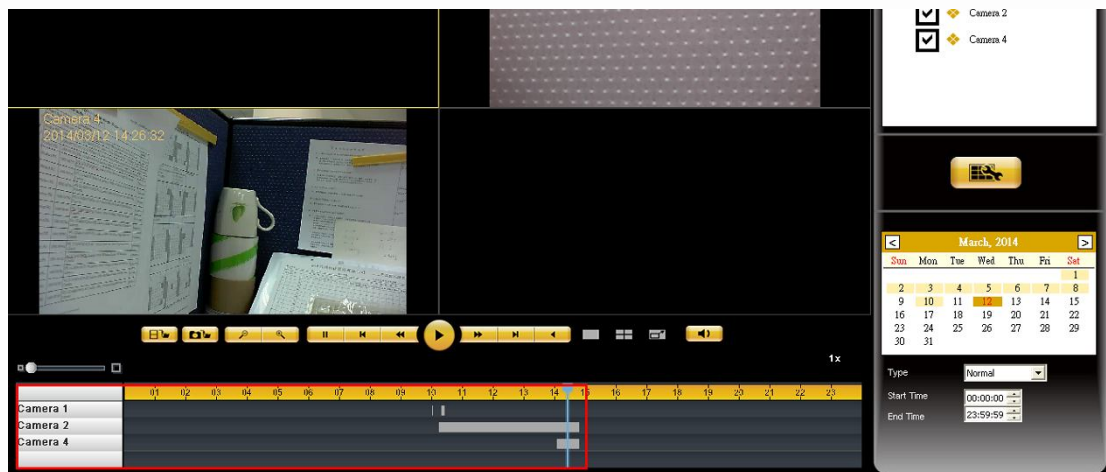 Camera 2
Camera 4
Camera 4
2014/03/12 14:26:32
< March, 2014 >
Sun Mon Tue Wed Thu Fri Sat
1
2 3 4 5 6 7 8
9 10 11 12 13 14 15
16 17 18 19 20 21 22
23 24 25 26 27 28 29
30 31
1x
01 02 03 04 05 06 07 08 09 10 11 12 13 14 15 16 17 18 19 20 21 22 23
Camera 1
Camera 2
Camera 4
Type Normal
Start Time 00:00:00
End Time 23:59:59